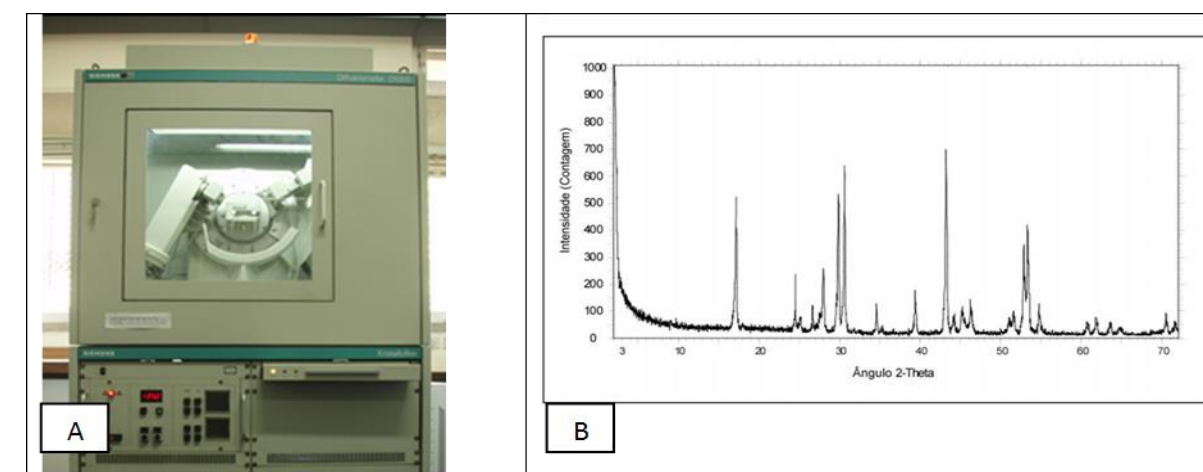 SIEMENS
Diffraktometer D5000
SIEMENS
Kristalloflex
A
1000
900
800
700
600
500
400
300
200
100
0
Intensidade (Contagem)
3 10 20 30 40 50 60 70
Ângulo 2-Theta
B